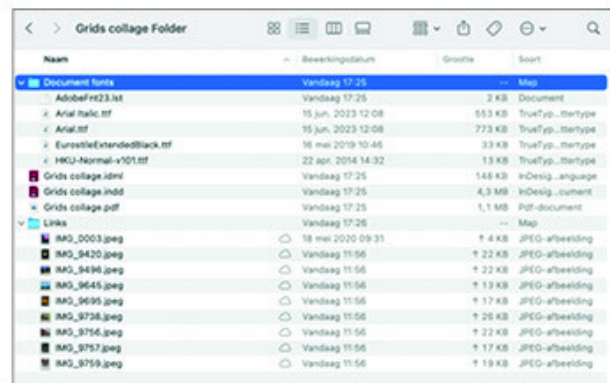 Grids collage Folder
Naam Bewerkingsdatum Grootte Soort
Document fonts Vandaag 17:25 -- Map
AdobeFnt23.lst Vandaag 17:25 2 KB Document
Arial Italic.ttf 15 jun. 2023 12:08 553 KB TrueTyp...ttertype
Arial.ttf 15 jun. 2023 12:08 773 KB TrueTyp...ttertype
EurostileExtendedBlack.ttf 16 mei 2019 10:46 33 KB TrueTyp...ttertype
HKU-Normal-v101.ttf 22 apr. 2014 14:32 13 KB TrueTyp...ttertype
Grids collage.idml Vandaag 17:25 148 KB InDesig...anguage
Grids collage.indd Vandaag 17:25 4,3 MB InDesig...cument
Grids collage.pdf Vandaag 17:25 1,1 MB Pdf-document
Links Vandaag 17:26 -- Map
IMG_0003.jpeg 18 mei 2020 09:31 ↑ 4 KB JPEG-afbeelding
IMG_9420.jpeg Vandaag 11:56 ↑ 22 KB JPEG-afbeelding
IMG_9496.jpeg Vandaag 11:56 ↑ 22 KB JPEG-afbeelding
IMG_9645.jpeg Vandaag 11:56 ↑ 13 KB JPEG-afbeelding
IMG_9695.jpeg Vandaag 11:56 ↑ 17 KB JPEG-afbeelding
IMG_9738.jpeg Vandaag 11:56 ↑ 26 KB JPEG-afbeelding
IMG_9756.jpeg Vandaag 11:56 ↑ 22 KB JPEG-afbeelding
IMG_9757.jpeg Vandaag 11:56 ↑ 17 KB JPEG-afbeelding
IMG_9759.jpeg Vandaag 11:56 ↑ 19 KB JPEG-afbeelding